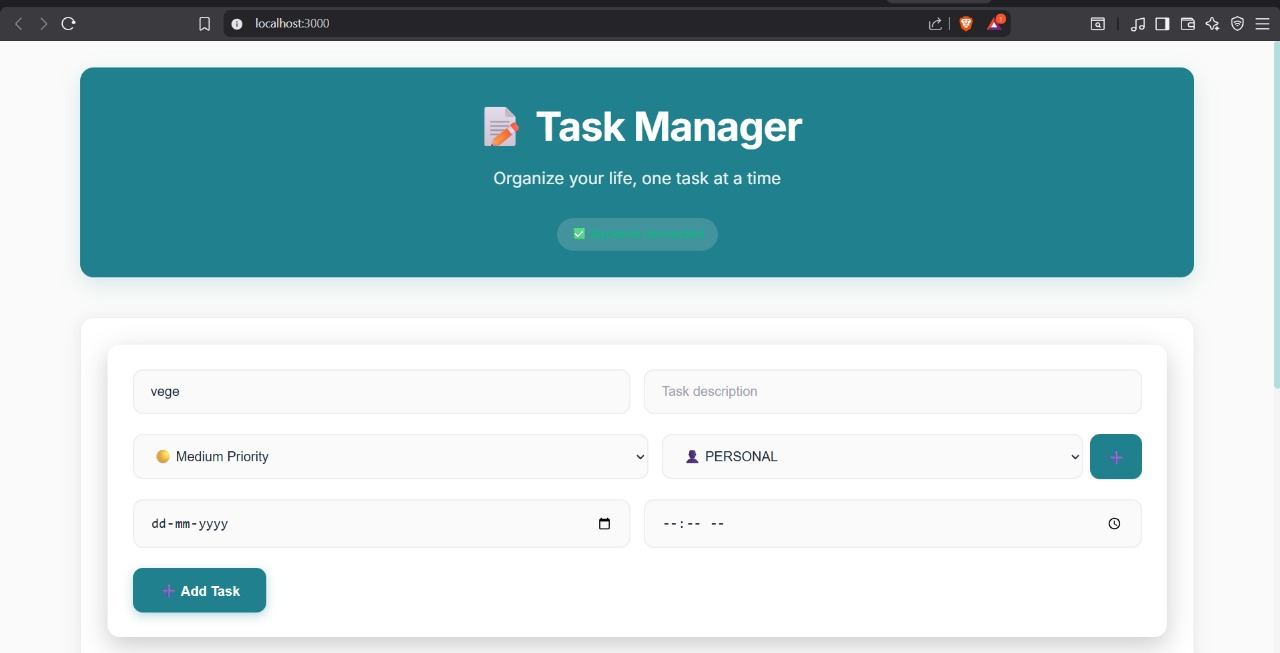 localhost:3000
1
Task Manager
Organize your life, one task at a time
vege
Task description
Medium Priority
PERSONAL
+
dd-mm-yyyy
--:-- --
+ Add Task